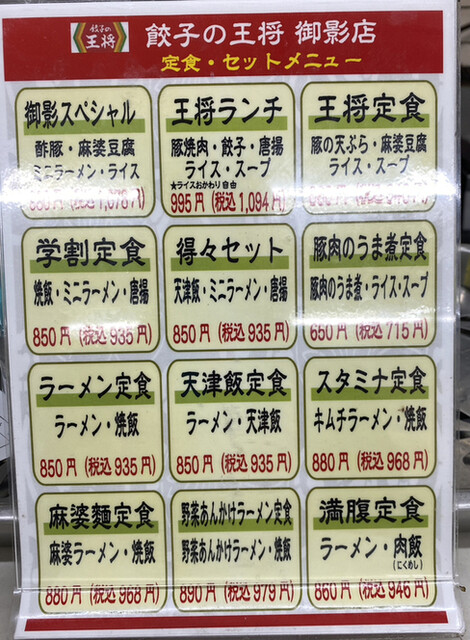 餃子の
王将
餃子の王将 御影店
定食・セットメニュー
御影スペシャル
酢豚・麻婆豆腐
ミニラーメン・ライス
王将ランチ
豚焼肉・餃子・唐揚
ライス・スープ
★ライスおかわり自由
995円(税込1,094円)
王将定食
豚の天ぷら・麻婆豆腐
ライス・スープ
学割定食
焼飯・ミニラーメン・唐揚
850円(税込935円)
得々セット
天津飯・ミニラーメン・唐揚
850円(税込935円)
豚肉のうま煮定食
豚肉のうま煮・ライス・スープ
650円(税込715円)
ラーメン定食
ラーメン・焼飯
850円(税込935円)
天津飯定食
ラーメン・天津飯
850円(税込935円)
スタミナ定食
キムチラーメン・焼飯
880円(税込968円)
麻婆麺定食
麻婆ラーメン・焼飯
880円(税込968円)
野菜あんかけラーメン定食
野菜あんかけラーメン・焼飯
890円(税込979円)
満腹定食
ラーメン・肉飯
(にくめし)
860円(税込946円)